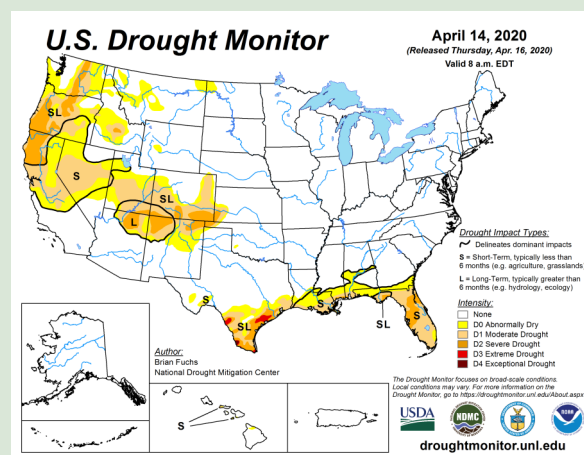 U.S. Drought Monitor
April 14, 2020
(Released Thursday, Apr. 16, 2020)
Valid 8 a.m. EDT
SL
S
SL
L
S
SL
S
S
SL
S
Drought Impact Types:
Delineates dominant impacts
S = Short-Term, typically less than
6 months (e.g. agriculture, grasslands)
L = Long-Term, typically greater than
6 months (e.g. hydrology, ecology)
Intensity:
None
D0 Abnormally Dry
D1 Moderate Drought
D2 Severe Drought
D3 Extreme Drought
D4 Exceptional Drought
Author:
Brian Fuchs
National Drought Mitigation Center
The Drought Monitor focuses on broad-scale conditions.
Local conditions may vary. For more information on the
Drought Monitor, go to https://droughtmonitor.unl.edu/About.aspx
USDA
NDMC
NOAA
droughtmonitor.unl.edu